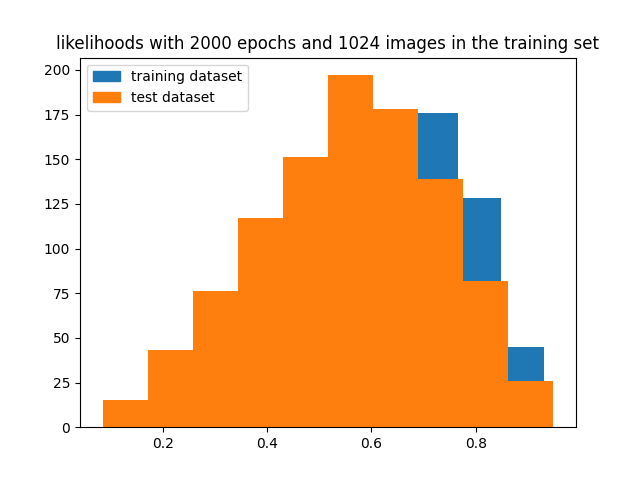 likelihoods with 2000 epochs and 1024 images in the training set
training dataset
test dataset
200
175
150
125
100
75
50
25
0
0.2 0.4 0.6 0.8